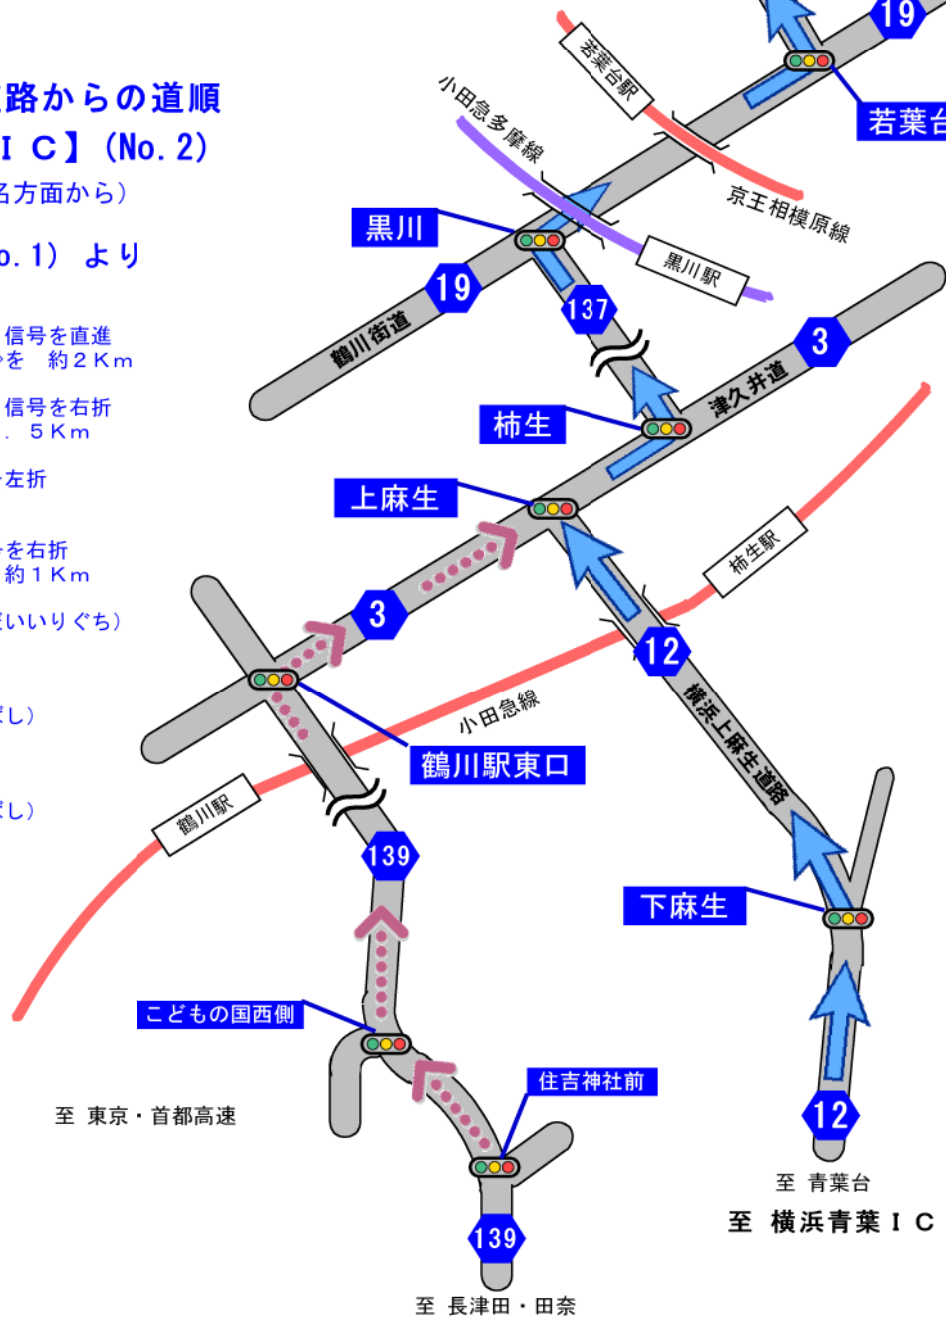 路からの道順
ＩＣ】(No.2)
名方面から）
o.1) より
信号を直進
を 約２Ｋｍ
信号を右折
．５Ｋｍ
左折
を右折
約１Ｋｍ
だいいりぐち）
ばし）
ばし）
19
若葉台
若葉台駅
小田急多摩線
京王相模原線
黒川
黒川駅
19
137
鶴川街道
3
津久井道
柿生
上麻生
柿生駅
3
12
小田急線
横浜上麻生道路
鶴川駅東口
鶴川駅
139
下麻生
こどもの国西側
住吉神社前
至 東京・首都高速
12
至 青葉台
至 横浜青葉ＩＣ
139
至 長津田・田奈